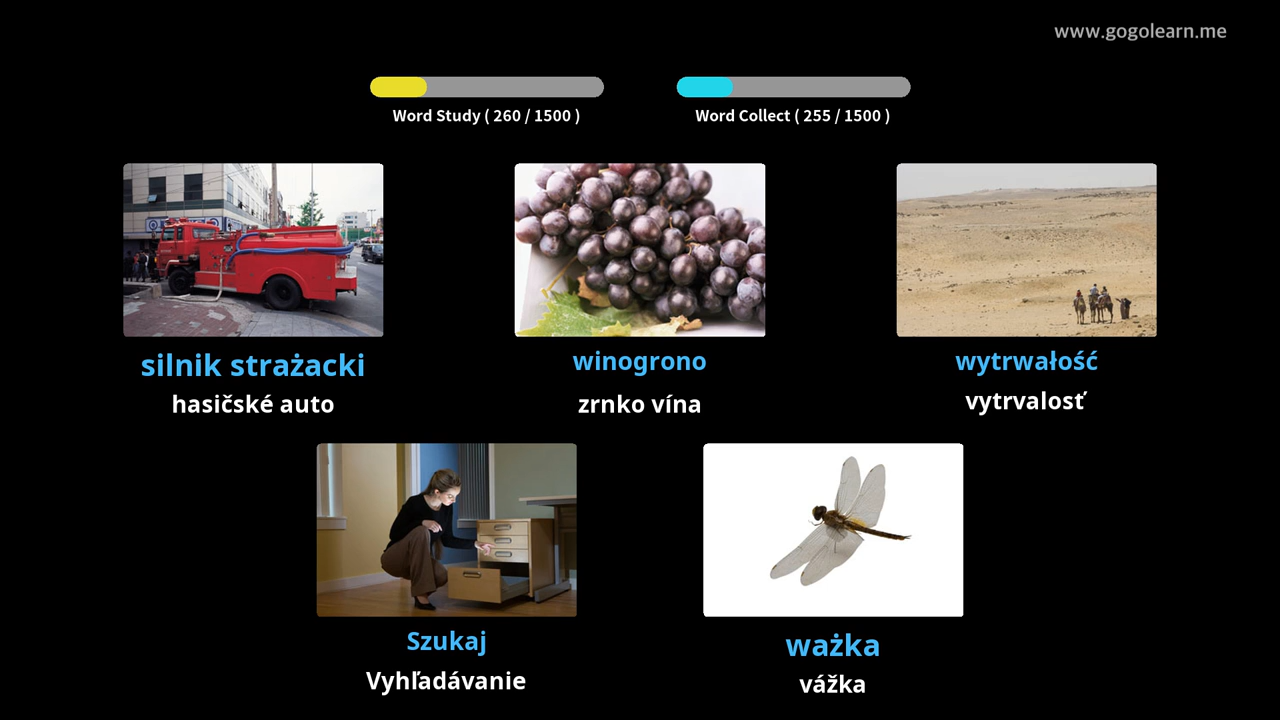 www.gogolearn.me
Word Study ( 260 / 1500 )
Word Collect ( 255 / 1500 )
silnik strażacki
winogrono
wytrwałość
hasičské auto
zrnko vína
vytrvalosť
Szukaj
ważka
Vyhľadávanie
vážka